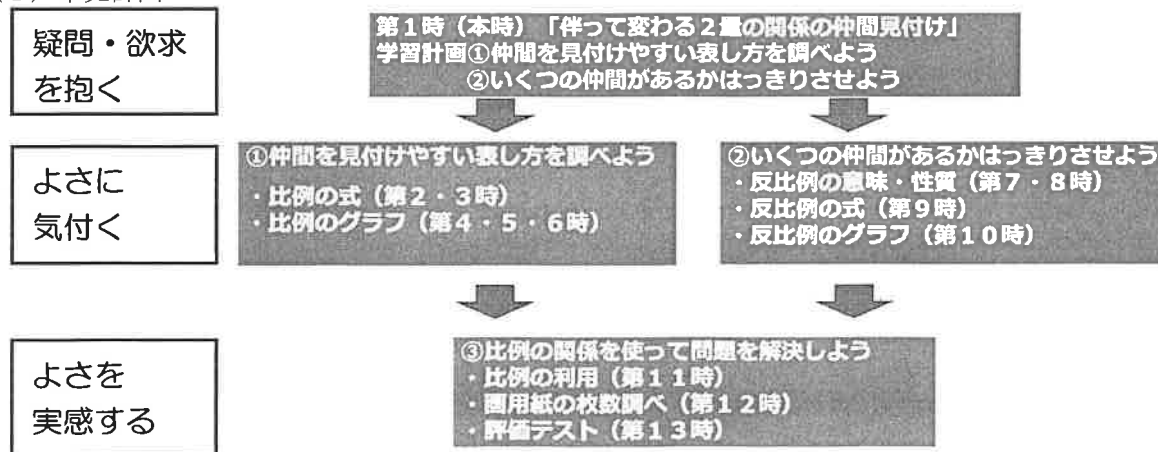 疑問・欲求
を抱く
第1時（本時）「伴って変わる2量の関係の仲間見付け」
学習計画①仲間を見付けやすい表し方を調べよう
②いくつの仲間があるかはっきりさせよう
よさに
気付く
①仲間を見付けやすい表し方を調べよう
・比例の式（第2・3時）
・比例のグラフ（第4・5・6時）
②いくつの仲間があるかはっきりさせよう
・反比例の意味・性質（第7・8時）
・反比例の式（第9時）
・反比例のグラフ（第10時）
よさを
実感する
③比例の関係を使って問題を解決しよう
・比例の利用（第11時）
・画用紙の枚数調べ（第12時）
・評価テスト（第13時）